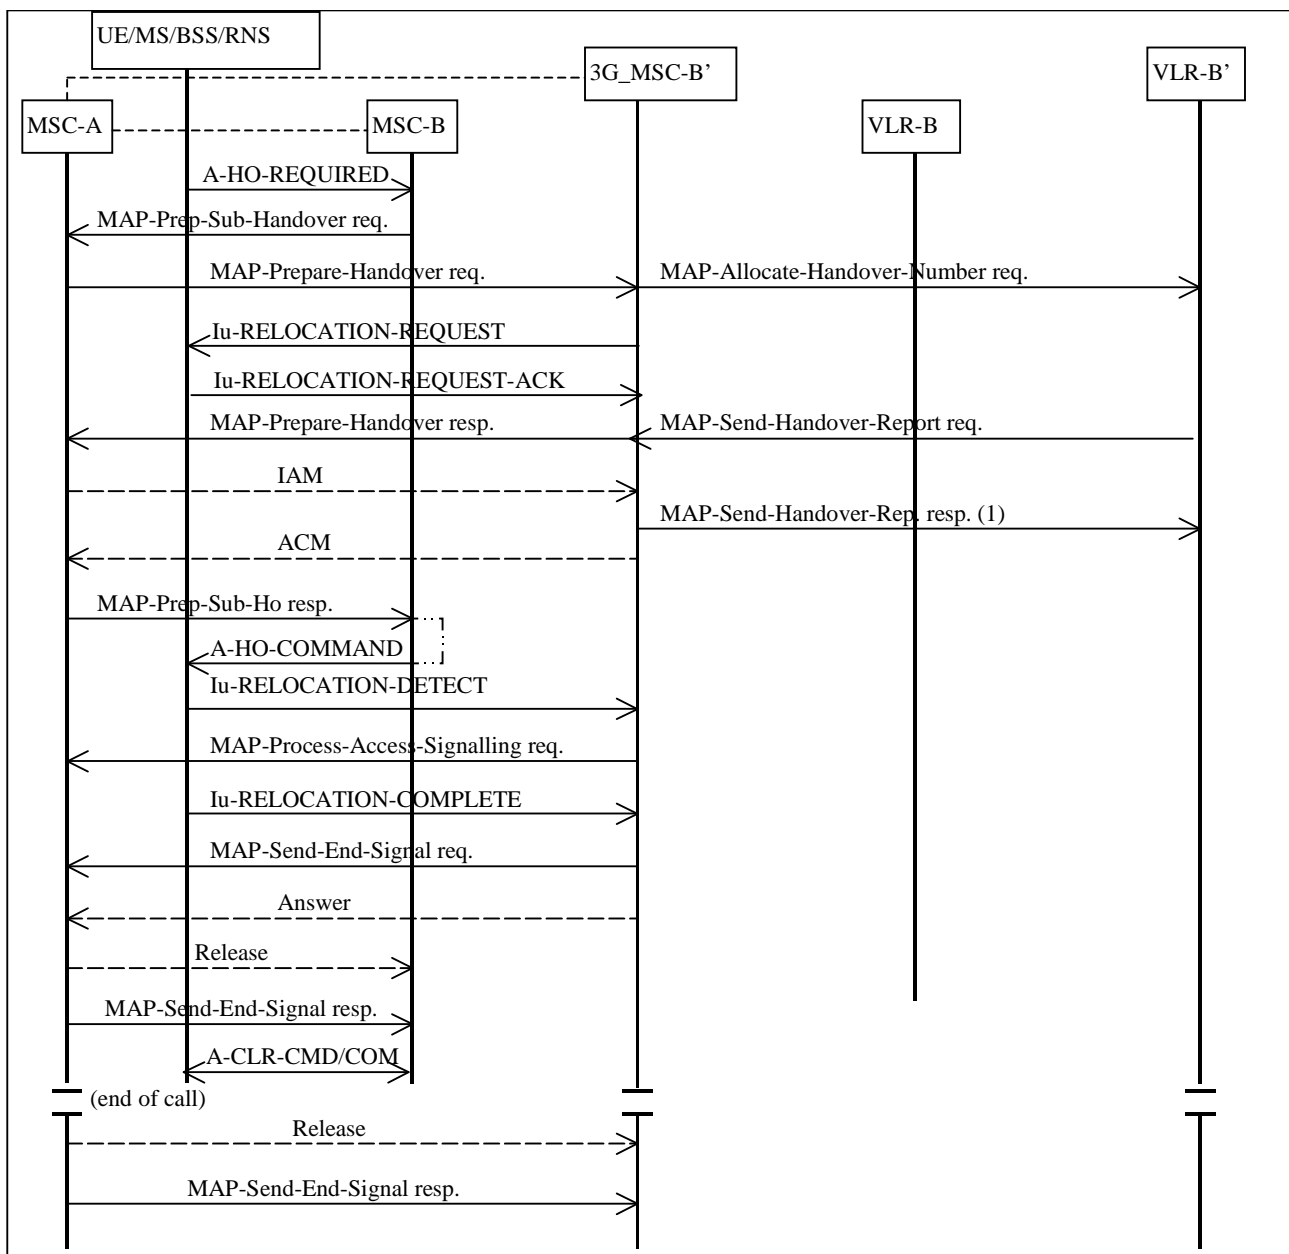 UE/MS/BSS/RNS
3G_MSC-B’
VLR-B’
MSC-A
MSC-B
VLR-B
A-HO-REQUIRED
MAP-Prep-Sub-Handover req.
MAP-Prepare-Handover req.
MAP-Allocate-Handover-Number req.
Iu-RELOCATION-REQUEST
Iu-RELOCATION-REQUEST-ACK
MAP-Prepare-Handover resp.
MAP-Send-Handover-Report req.
IAM
MAP-Send-Handover-Rep. resp. (1)
ACM
MAP-Prep-Sub-Ho resp.
A-HO-COMMAND
Iu-RELOCATION-DETECT
MAP-Process-Access-Signalling req.
Iu-RELOCATION-COMPLETE
MAP-Send-End-Signal req.
Answer
Release
MAP-Send-End-Signal resp.
A-CLR-CMD/COM
(end of call)
Release
MAP-Send-End-Signal resp.